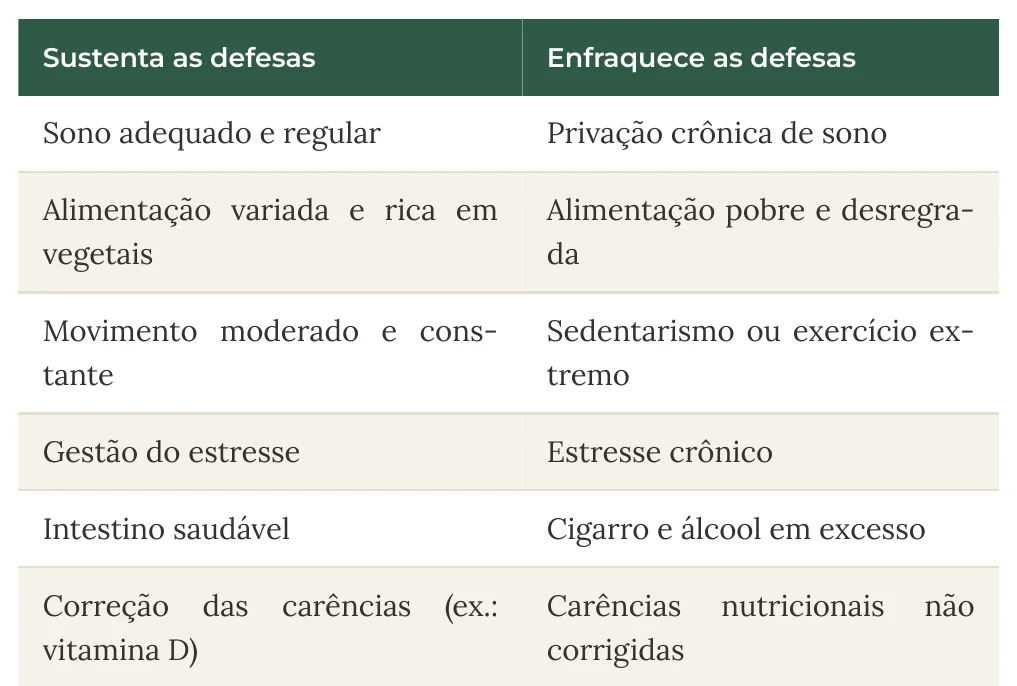 Sustenta as defesas
Enfraquece as defesas
Sono adequado e regular
Privação crônica de sono
Alimentação variada e rica em
vegetais
Alimentação pobre e desregra-
da
Movimento moderado e cons-
tante
Sedentarismo ou exercício ex-
tremo
Gestão do estresse
Estresse crônico
Intestino saudável
Cigarro e álcool em excesso
Correção das carências (ex.:
vitamina D)
Carências nutricionais não
corrigidas